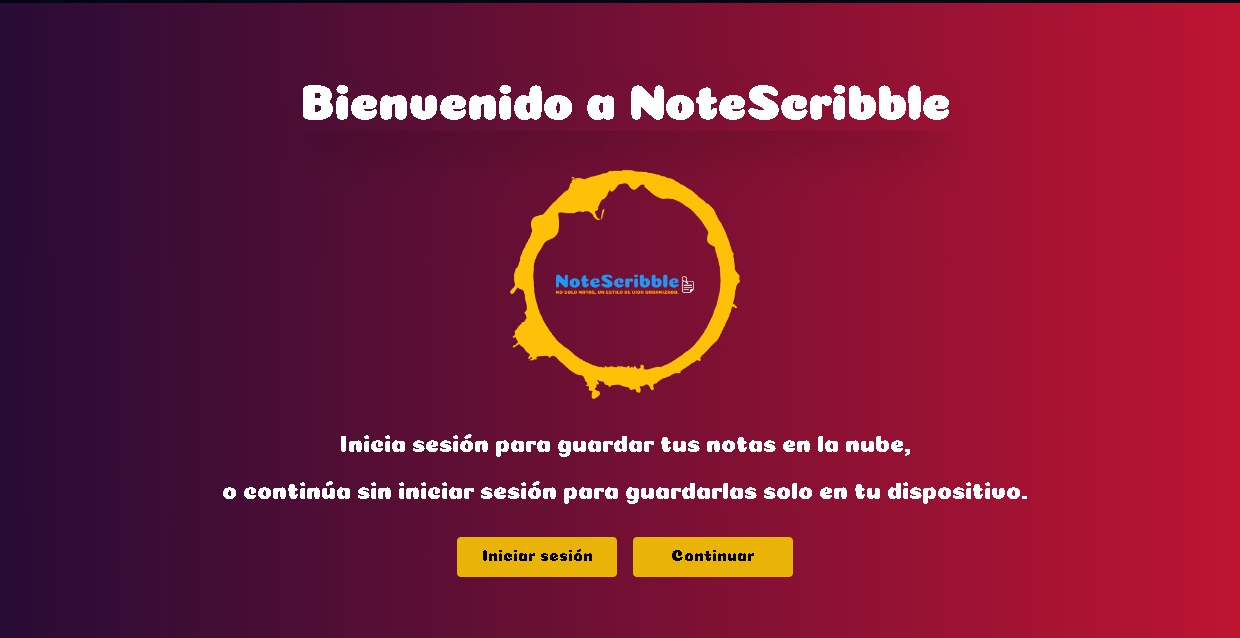 Bienvenido a NoteScribble
NoteScribble
NO SOLO NOTAS, UN ESTILO DE VIDA ORGANIZADO.
Inicia sesión para guardar tus notas en la nube,
o continúa sin iniciar sesión para guardarlas solo en tu dispositivo.
Iniciar sesión
Continuar